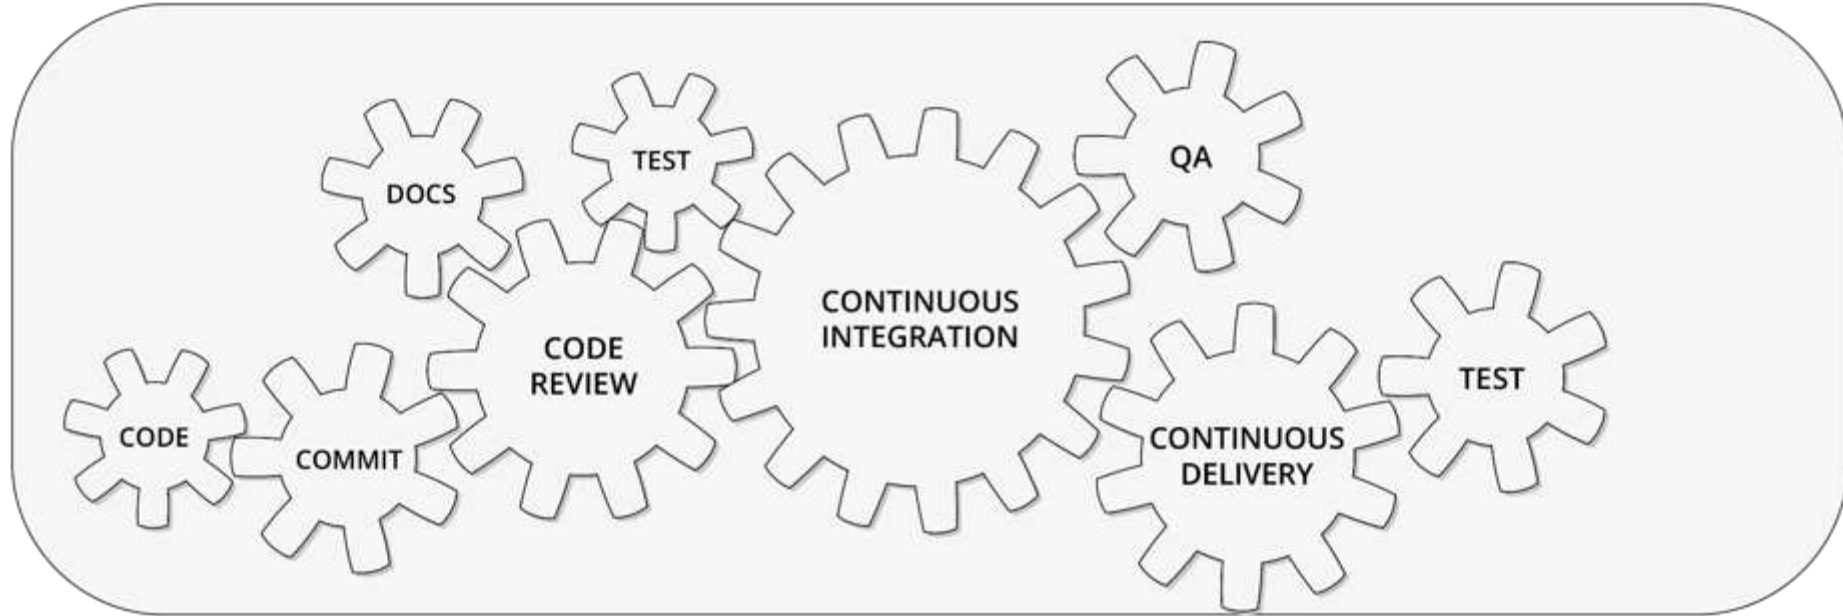 CODE
COMMIT
DOCS
CODE
REVIEW
TEST
CONTINUOUS
INTEGRATION
QA
CONTINUOUS
DELIVERY
TEST